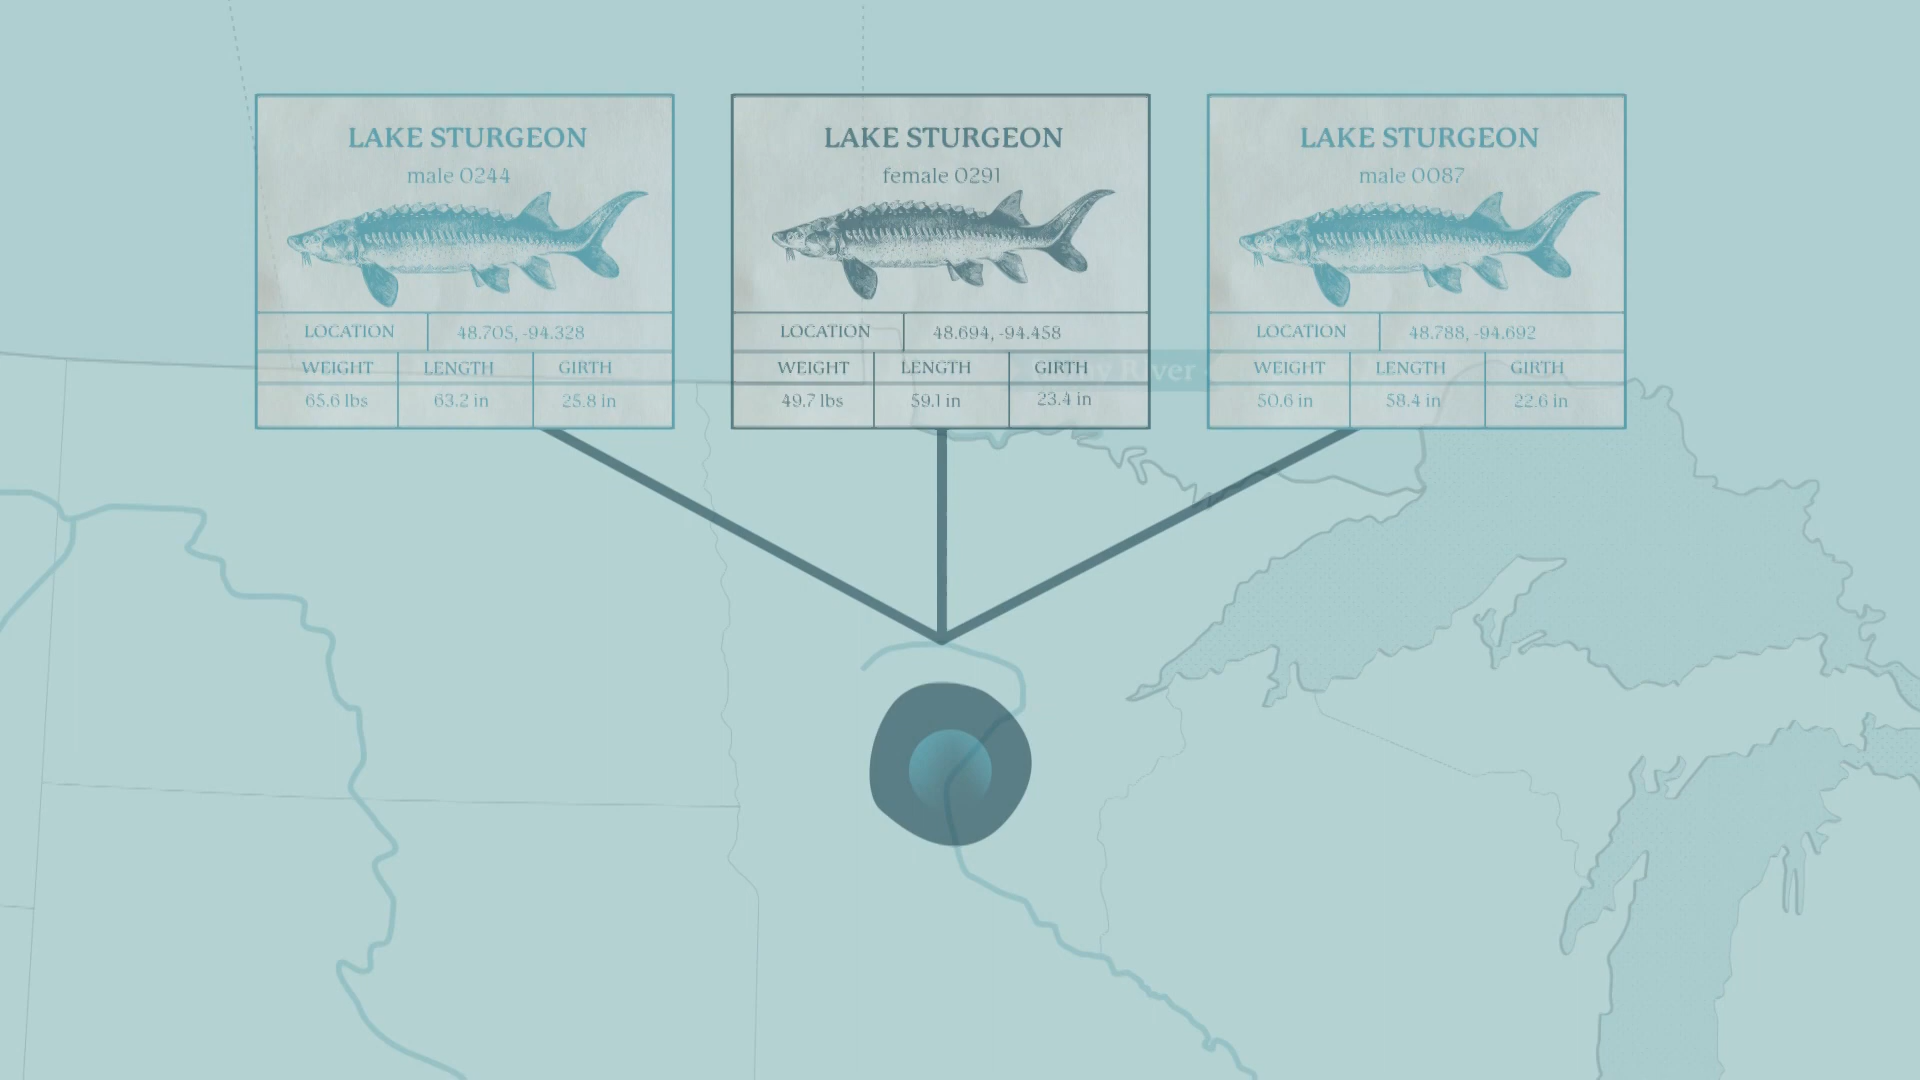 LAKE STURGEON
male 0244
LOCATION 48.705, -94.328
WEIGHT LENGTH GIRTH
65.6 lbs 63.2 in 25.8 in
LAKE STURGEON
female 0291
LOCATION 48.694, -94.458
WEIGHT LENGTH GIRTH
49.7 lbs 59.1 in 23.4 in
LAKE STURGEON
male 0087
LOCATION 48.788, -94.692
WEIGHT LENGTH GIRTH
50.6 in 58.4 in 22.6 in
River